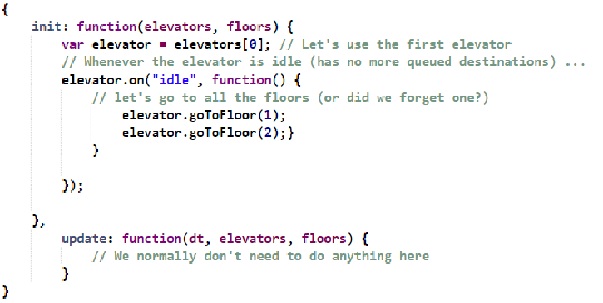 {
    init: function(elevators, floors) {
        var elevator = elevators[0]; // Let's use the first elevator
        // Whenever the elevator is idle (has no more queued destinations) ...
        elevator.on("idle", function() {
            // let's go to all the floors (or did we forget one?)
                elevator.goToFloor(1);
                elevator.goToFloor(2);}
            }
        });
    },
        update: function(dt, elevators, floors) {
            // We normally don't need to do anything here
        }
}